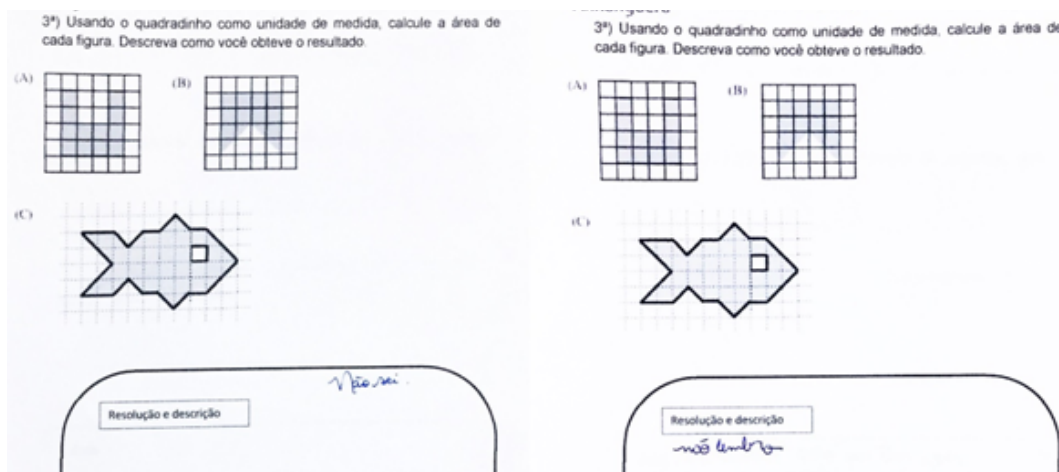 3ª) Usando o quadradinho como unidade de medida, calcule a área de
cada figura. Descreva como você obteve o resultado.
(A)
(B)
(C)
Não sei.
Resolução e descrição
3ª) Usando o quadradinho como unidade de medida, calcule a área de
cada figura. Descreva como você obteve o resultado.
(A)
(B)
(C)
Resolução e descrição
não lembro